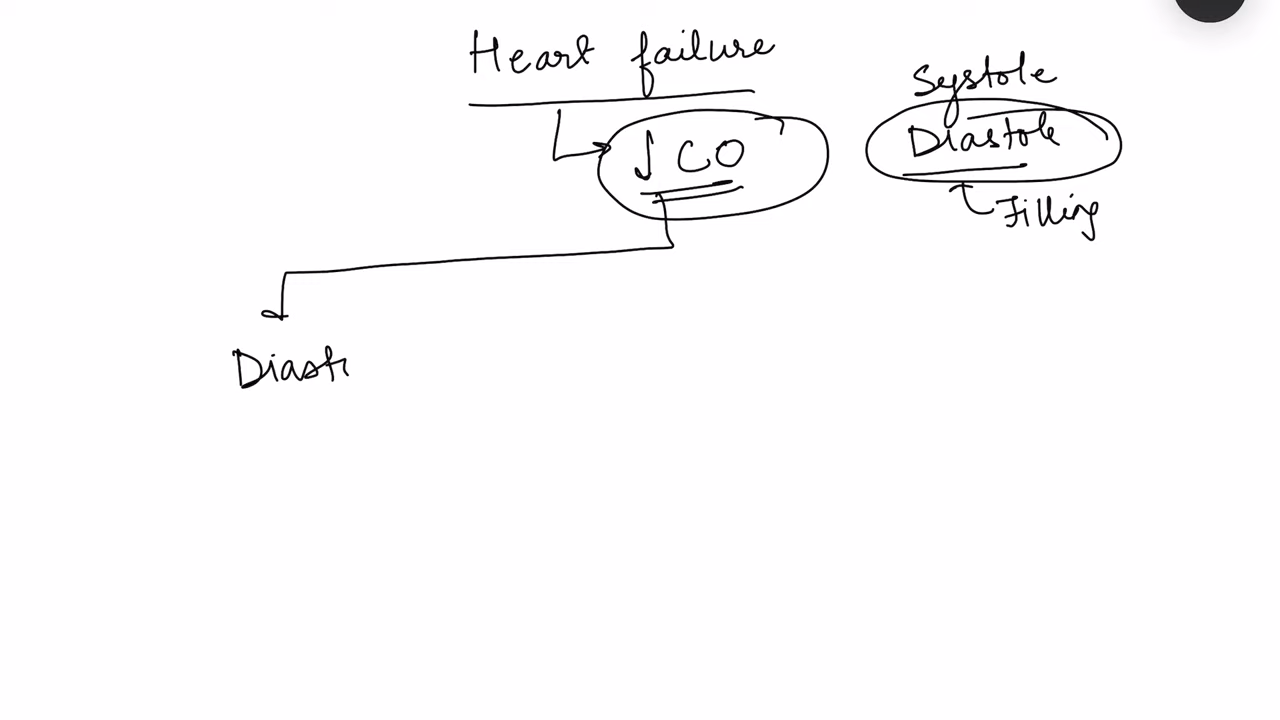 Heart failure
↓ CO
Systole
Diastole
Filling
Diast